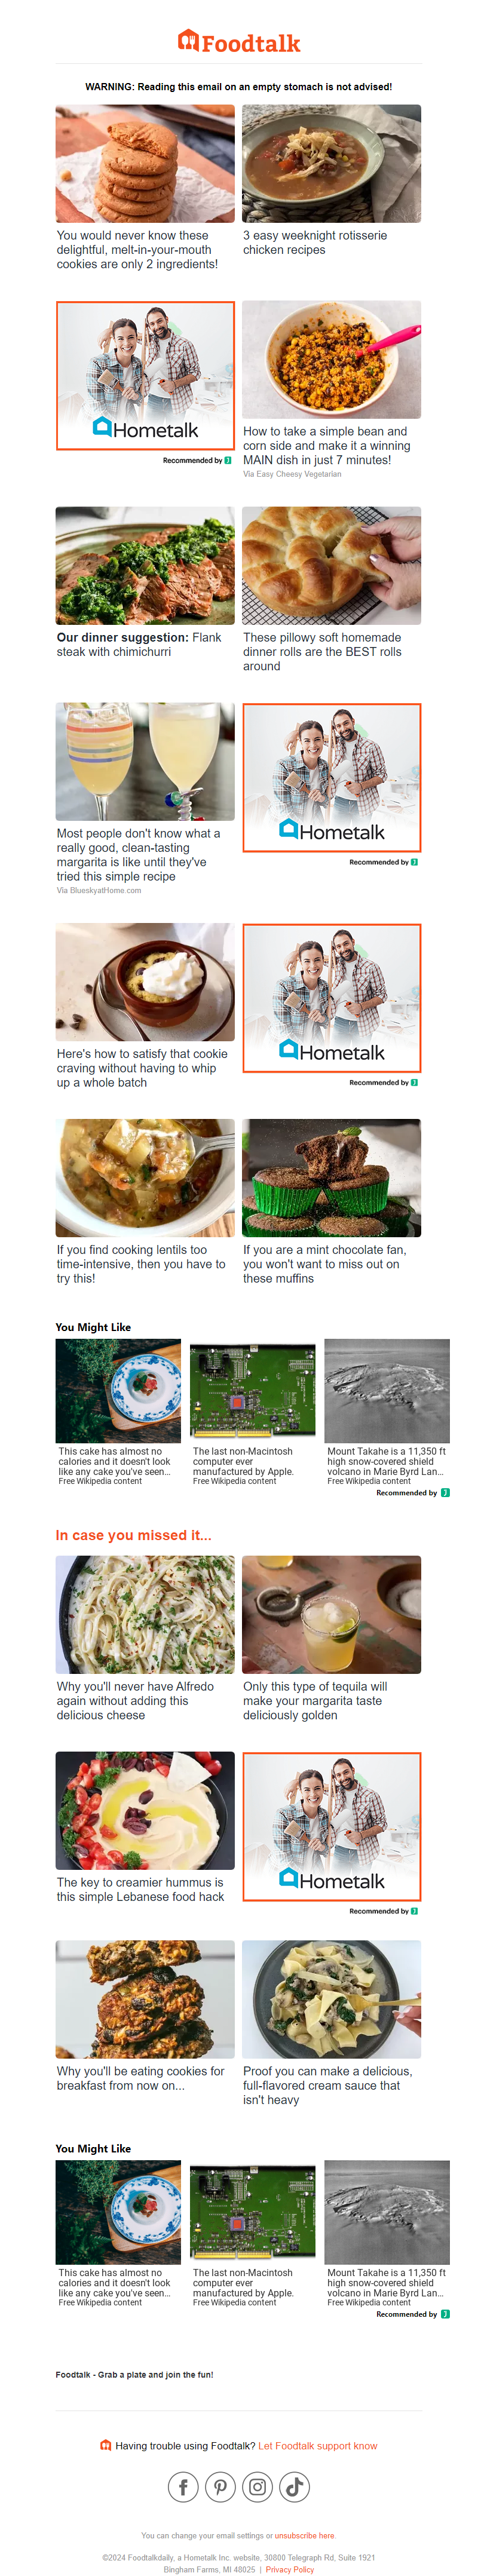 Foodtalk
WARNING: Reading this email on an empty stomach is not advised!
You would never know these
delightful, melt-in-your-mouth
cookies are only 2 ingredients!
3 easy weeknight rotisserie
chicken recipes
Hometalk
Recommended by
How to take a simple bean and
corn side and make it a winning
MAIN dish in just 7 minutes!
Via Easy Cheesy Vegetarian
Our dinner suggestion: Flank
steak with chimichurri
These pillowy soft homemade
dinner rolls are the BEST rolls
around
Most people don't know what a
really good, clean-tasting
margarita is like until they've
tried this simple recipe
Via BlueskyatHome.com
Hometalk
Recommended by
Here's how to satisfy that cookie
craving without having to whip
up a whole batch
Hometalk
Recommended by
If you find cooking lentils too
time-intensive, then you have to
try this!
If you are a mint chocolate fan,
you won't want to miss out on
these muffins
You Might Like
This cake has almost no
calories and it doesn't look
like any cake you've seen...
Free Wikipedia content
The last non-Macintosh
computer ever
manufactured by Apple.
Free Wikipedia content
Mount Takahe is a 11,350 ft
high snow-covered shield
volcano in Marie Byrd Lan...
Free Wikipedia content
Recommended by
In case you missed it...
Why you'll never have Alfredo
again without adding this
delicious cheese
Only this type of tequila will
make your margarita taste
deliciously golden
The key to creamier hummus is
this simple Lebanese food hack
Hometalk
Recommended by
Why you'll be eating cookies for
breakfast from now on...
Proof you can make a delicious,
full-flavored cream sauce that
isn't heavy
You Might Like
This cake has almost no
calories and it doesn't look
like any cake you've seen...
Free Wikipedia content
The last non-Macintosh
computer ever
manufactured by Apple.
Free Wikipedia content
Mount Takahe is a 11,350 ft
high snow-covered shield
volcano in Marie Byrd Lan...
Free Wikipedia content
Recommended by
Foodtalk - Grab a plate and join the fun!
Having trouble using Foodtalk? Let Foodtalk support know
You can change your email settings or unsubscribe here.
©2024 Foodtalkdaily, a Hometalk Inc. website, 30800 Telegraph Rd, Suite 1921
Bingham Farms, MI 48025 | Privacy Policy